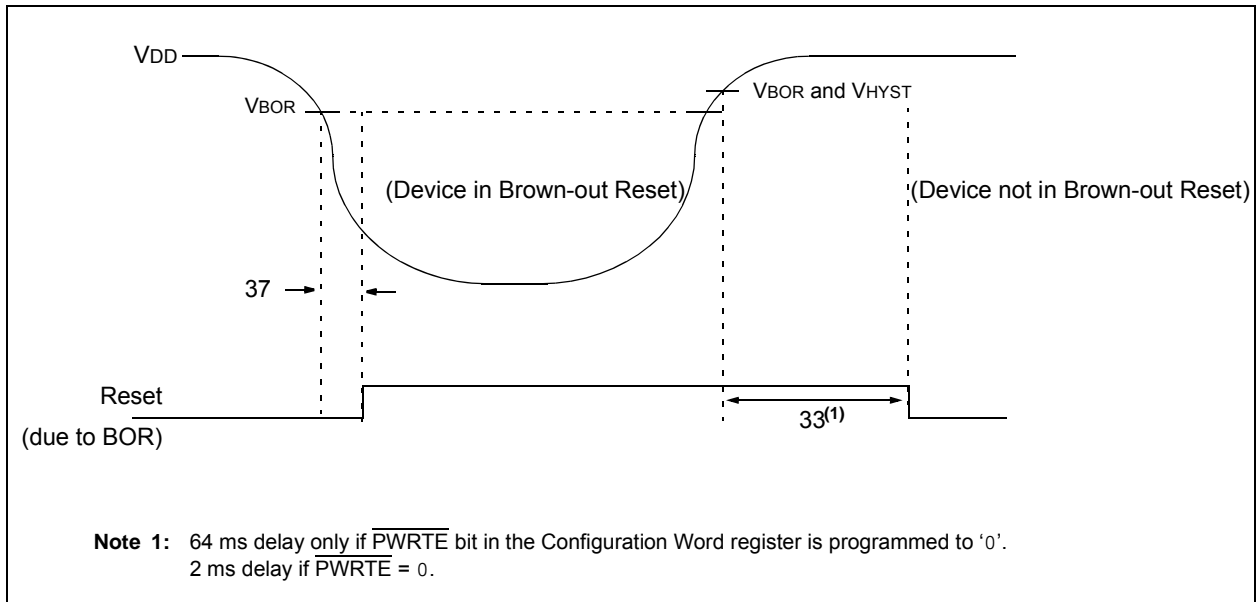 VDD
VBOR
VBOR and VHYST
(Device in Brown-out Reset)
(Device not in Brown-out Reset)
37
Reset
(due to BOR)
33(1)
Note 1: 64 ms delay only if PWRTE bit in the Configuration Word register is programmed to ‘0’.
2 ms delay if PWRTE = 0.